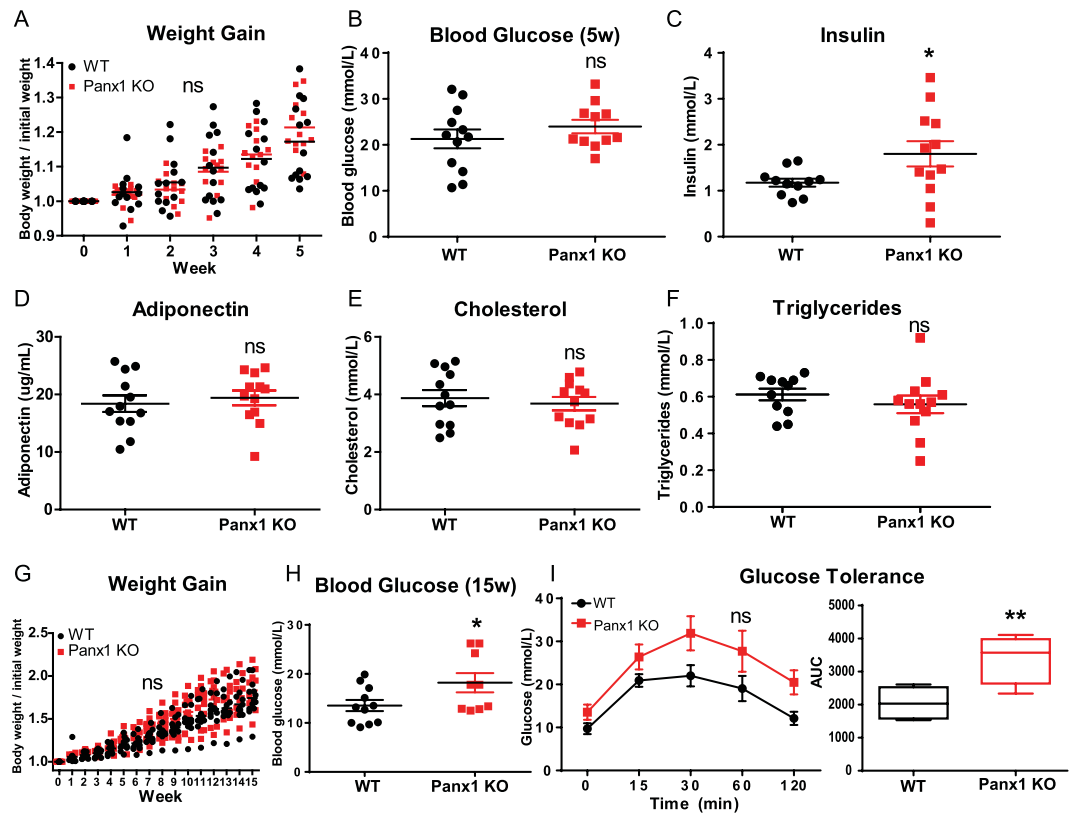 A
Weight Gain
Body weight / initial weight
WT
Panx1 KO
ns
1.4
1.3
1.2
1.1
1.0
0.9
0 1 2 3 4 5
Week
B
Blood Glucose (5w)
Blood glucose (mmol/L)
ns
40
30
20
10
0
WT Panx1 KO
C
Insulin
Insulin (mmol/L)
*
4
3
2
1
0
WT Panx1 KO
D
Adiponectin
Adiponectin (ug/mL)
ns
30
20
10
0
WT Panx1 KO
E
Cholesterol
Cholesterol (mmol/L)
ns
6
4
2
0
WT Panx1 KO
F
Triglycerides
Triglycerides (mmol/L)
ns
1.0
0.8
0.6
0.4
0.2
0.0
WT Panx1 KO
G
Weight Gain
Body weight / initial weight
WT
Panx1 KO
ns
2.5
2.0
1.5
1.0
0 1 2 3 4 5 6 7 8 9 10 11 12 13 14 15
Week
H
Blood Glucose (15w)
Blood glucose (mmol/L)
*
30
20
10
0
WT Panx1 KO
I
Glucose Tolerance
Glucose (mmol/L)
WT
Panx1 KO
ns
40
30
20
10
0
0 15 30 60 120
Time (min)
AUC
**
5000
4000
3000
2000
1000
0
WT Panx1 KO